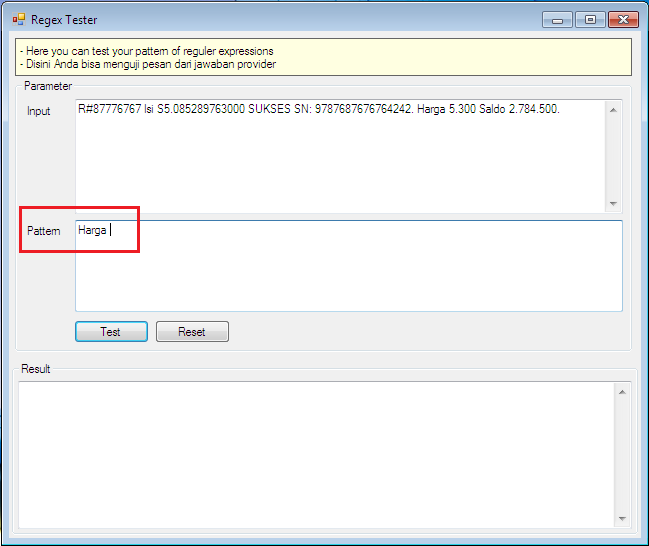 Regex Tester
- Here you can test your pattern of reguler expressions
- Disini Anda bisa menguji pesan dari jawaban provider
Parameter
Input
R#87776767 Isi S5.085289763000 SUKSES SN: 9787687676764242. Harga 5.300 Saldo 2.784.500.
Pattern
Harga
Test
Reset
Result